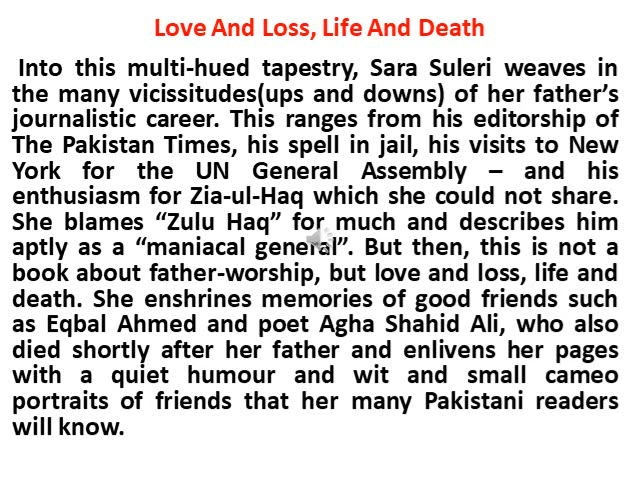 Love And Loss, Life And Death
Into this multi-hued tapestry, Sara Suleri weaves in
the many vicissitudes(ups and downs) of her father's
journalistic career. This ranges from his editorship of
The Pakistan Times, his spell in jail, his visits to New
York for the UN General Assembly – and his
enthusiasm for Zia-ul-Haq which she could not share.
She blames “Zulu Haq” for much and describes him
aptly as a “maniacal general”. But then, this is not a
book about father-worship, but love and loss, life and
death. She enshrines memories of good friends such
as Eqbal Ahmed and poet Agha Shahid Ali, who also
died shortly after her father and enlivens her pages
with a quiet humour and wit and small cameo
portraits of friends that her many Pakistani readers
will know.